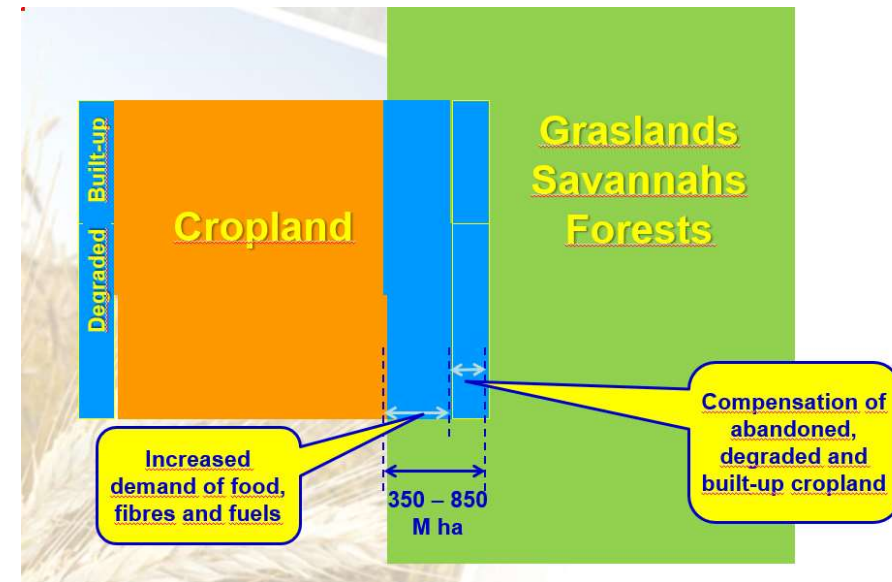 Built-up
Degraded
Cropland
Graslands
Savannahs
Forests
Increased
demand of food,
fibres and fuels
350 – 850
M ha
Compensation of
abandoned,
degraded and
built-up cropland